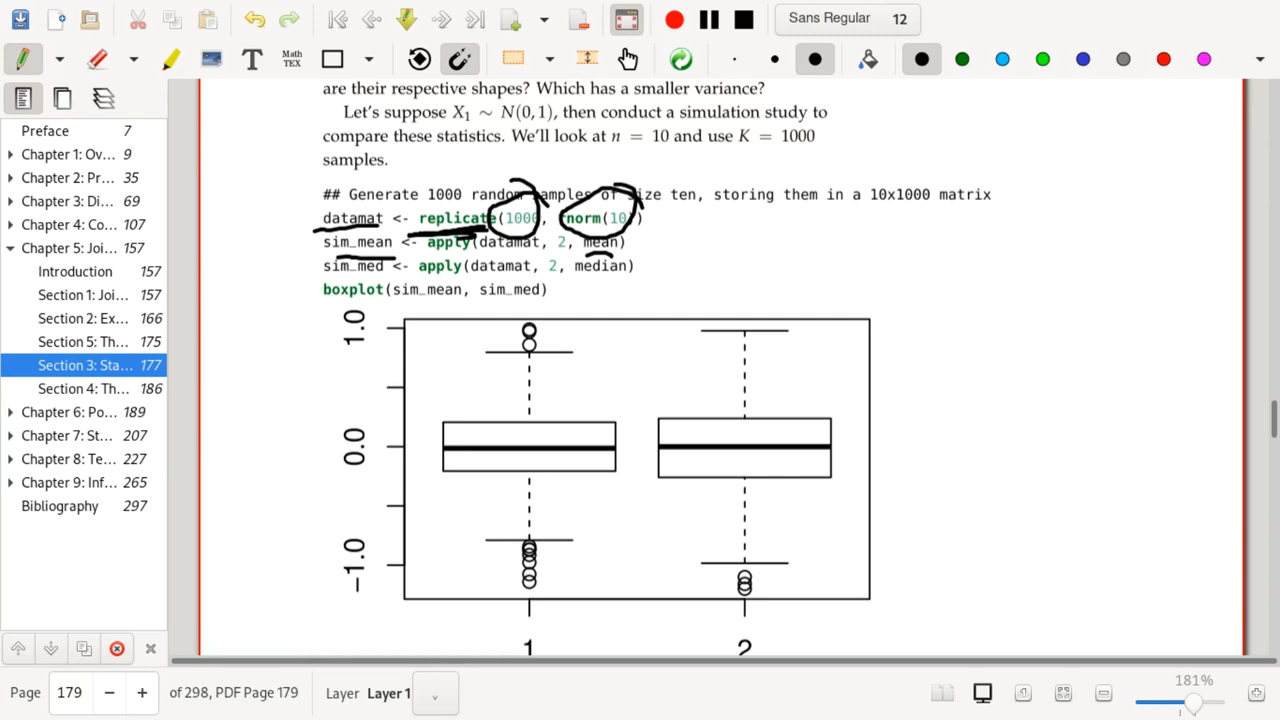 Sans Regular 12
Math
TEX
Preface 7
Chapter 1: Ov... 9
Chapter 2: Pr... 35
Chapter 3: Di... 69
Chapter 4: Co... 107
Chapter 5: Joi... 157
Introduction 157
Section 1: Joi... 157
Section 2: Ex... 166
Section 5: Th... 175
Section 3: Sta... 177
Section 4: Th... 186
Chapter 6: Po... 189
Chapter 7: St... 207
Chapter 8: Te... 227
Chapter 9: Inf... 265
Bibliography 297
are their respective shapes? Which has a smaller variance?
Let's suppose X₁ ∼ N(0, 1), then conduct a simulation study to
compare these statistics. We'll look at n = 10 and use K = 1000
samples.
## Generate 1000 random samples of size ten, storing them in a 10x1000 matrix
datamat <- replicate(1000, rnorm(10))
sim_mean <- apply(datamat, 2, mean)
sim_med <- apply(datamat, 2, median)
boxplot(sim_mean, sim_med)
1.0
0.0
−1.0
1 2
Page 179 − + of 298, PDF Page 179 Layer Layer 1 181%